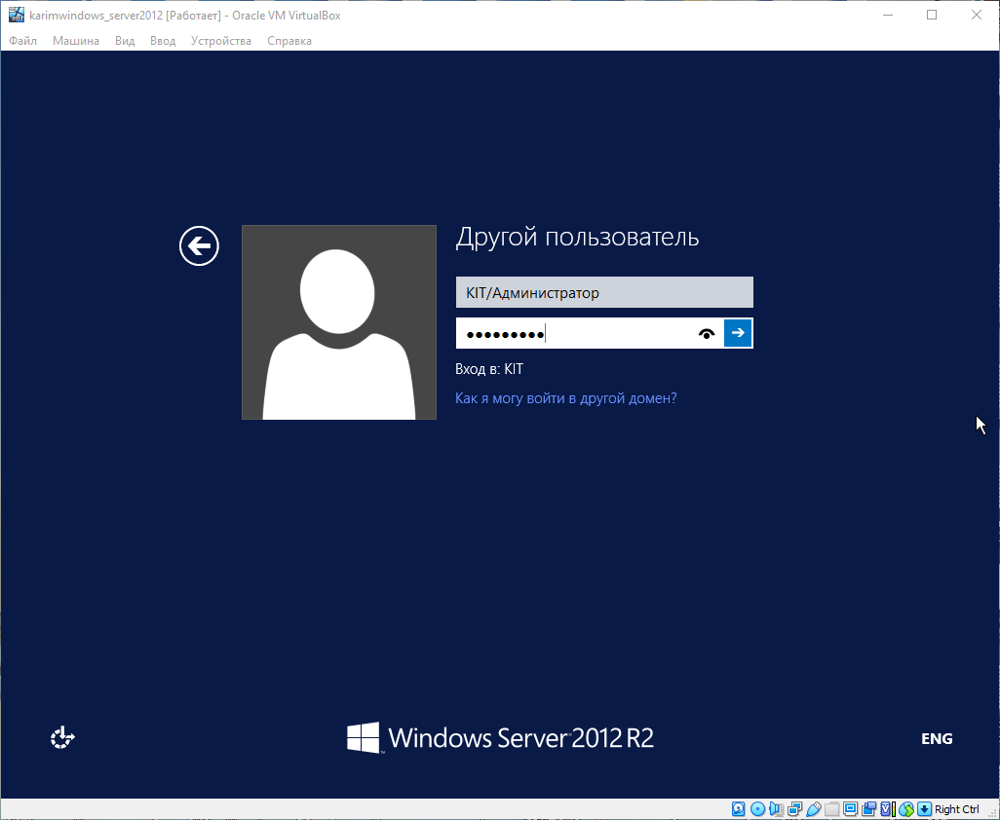 karimwindows_server2012 [Работает] - Oracle VM VirtualBox
Файл Машина Вид Ввод Устройства Справка
Другой пользователь
KIT/Администратор
Вход в: KIT
Как я могу войти в другой домен?
Windows Server 2012 R2
ENG
Right Ctrl